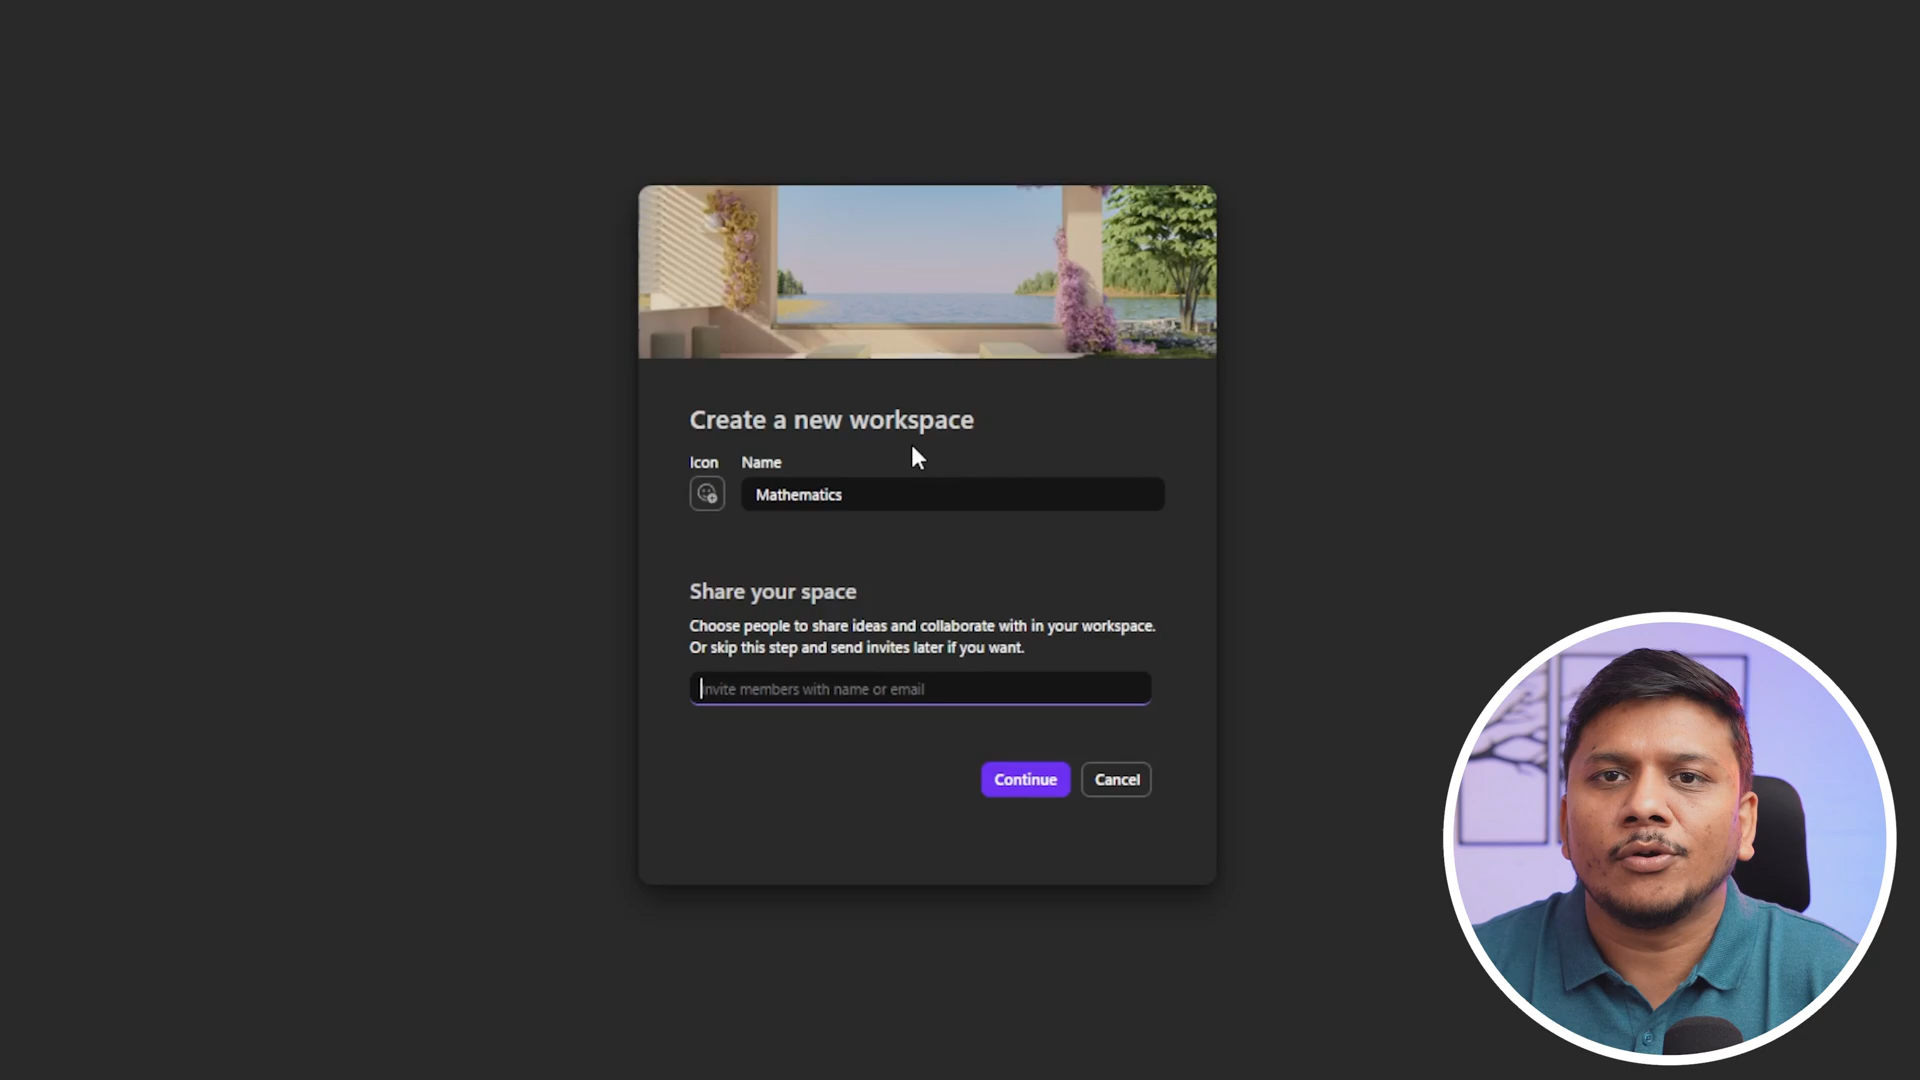 Create a new workspace
Icon Name
Mathematics
Share your space
Choose people to share ideas and collaborate with in your workspace.
Or skip this step and send invites later if you want.
Invite members with name or email
Continue Cancel